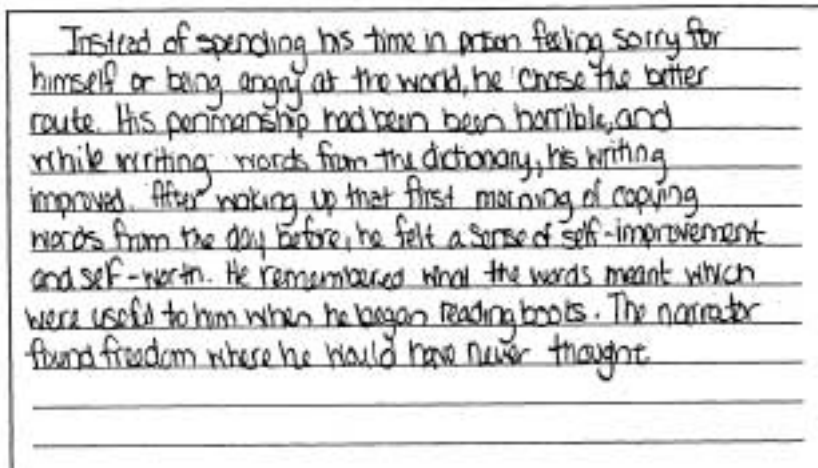 Instead of spending his time in prison feeling sorry for
himself or being angry at the world, he chose the better
route. His penmanship had been been horrible, and
while writing words from the dictionary, his writing
improved. After waking up that first morning of copying
words from the day before, he felt a sense of self-improvement
and self-worth. He remembered what the words meant which
were useful to him when he began reading books. The narrator
found freedom where he would have never thought